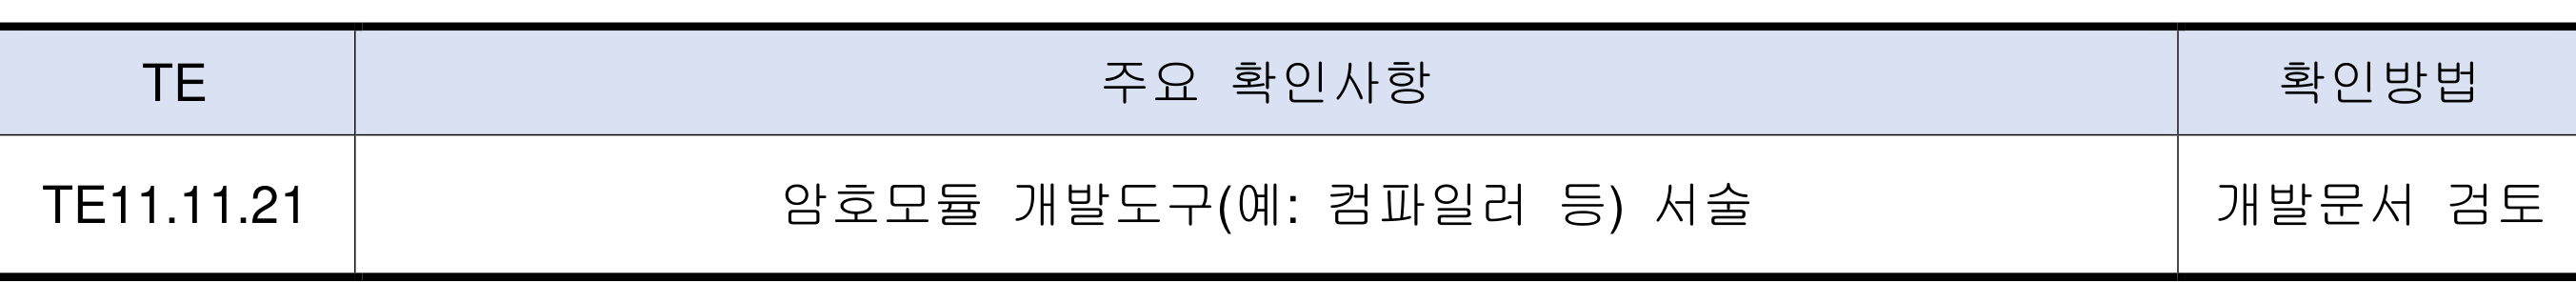 TE 주요 확인사항 확인방법
TE11.11.21 암호모듈 개발도구(예: 컴파일러 등) 서술 개발문서 검토